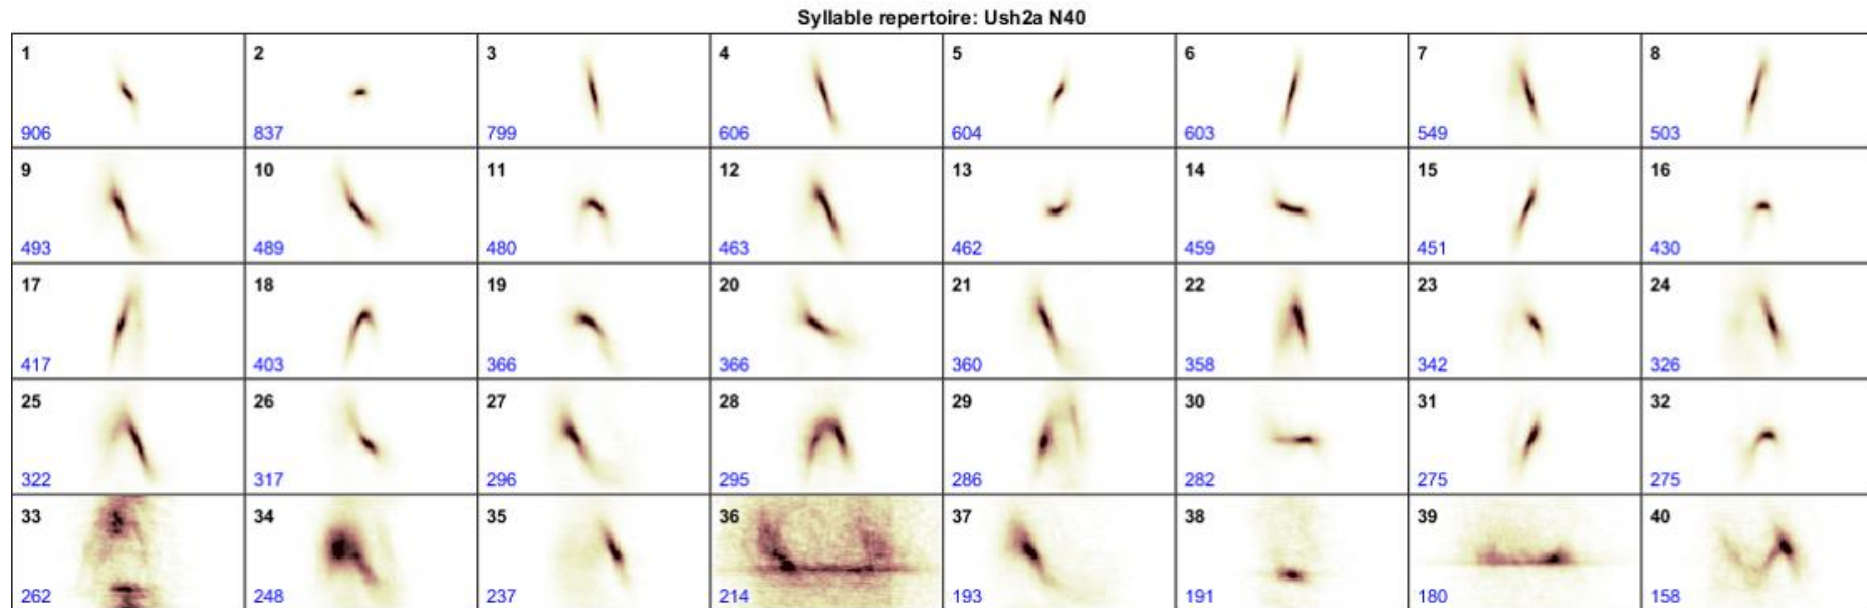 Syllable repertoire: Ush2a N40
1 2 3 4 5 6 7 8
906 837 799 606 604 603 549 503
9 10 11 12 13 14 15 16
493 489 480 463 462 459 451 430
17 18 19 20 21 22 23 24
417 403 366 366 360 358 342 326
25 26 27 28 29 30 31 32
322 317 296 295 286 282 275 275
33 34 35 36 37 38 39 40
262 248 237 214 193 191 180 158